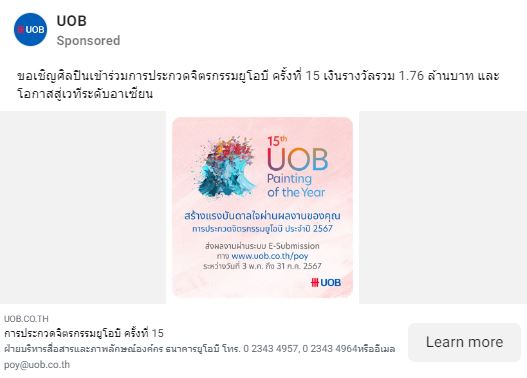 UOB
UOB
Sponsored
ขอเชิญศิลปินเข้าร่วมการประกวดจิตรกรรมยูโอบี ครั้งที่ 15 เงินรางวัลรวม 1.76 ล้านบาท และ
โอกาสสู่เวทีระดับอาเซียน
15th
UOB
Painting
of the Year
สร้างแรงบันดาลใจผ่านผลงานของคุณ
การประกวดจิตรกรรมยูโอบี ประจำปี 2567
ส่งผลงานผ่านระบบ E-Submission
ทาง www.uob.co.th/poy
ระหว่างวันที่ 3 พ.ค. ถึง 31 ก.ค. 2567
UOB
UOB.CO.TH
การประกวดจิตรกรรมยูโอบี ครั้งที่ 15
ฝ่ายบริหารสื่อสารและภาพลักษณ์องค์กร ธนาคารยูโอบี โทร. 0 2343 4957, 0 2343 4964หรืออีเมล
poy@uob.co.th
Learn more